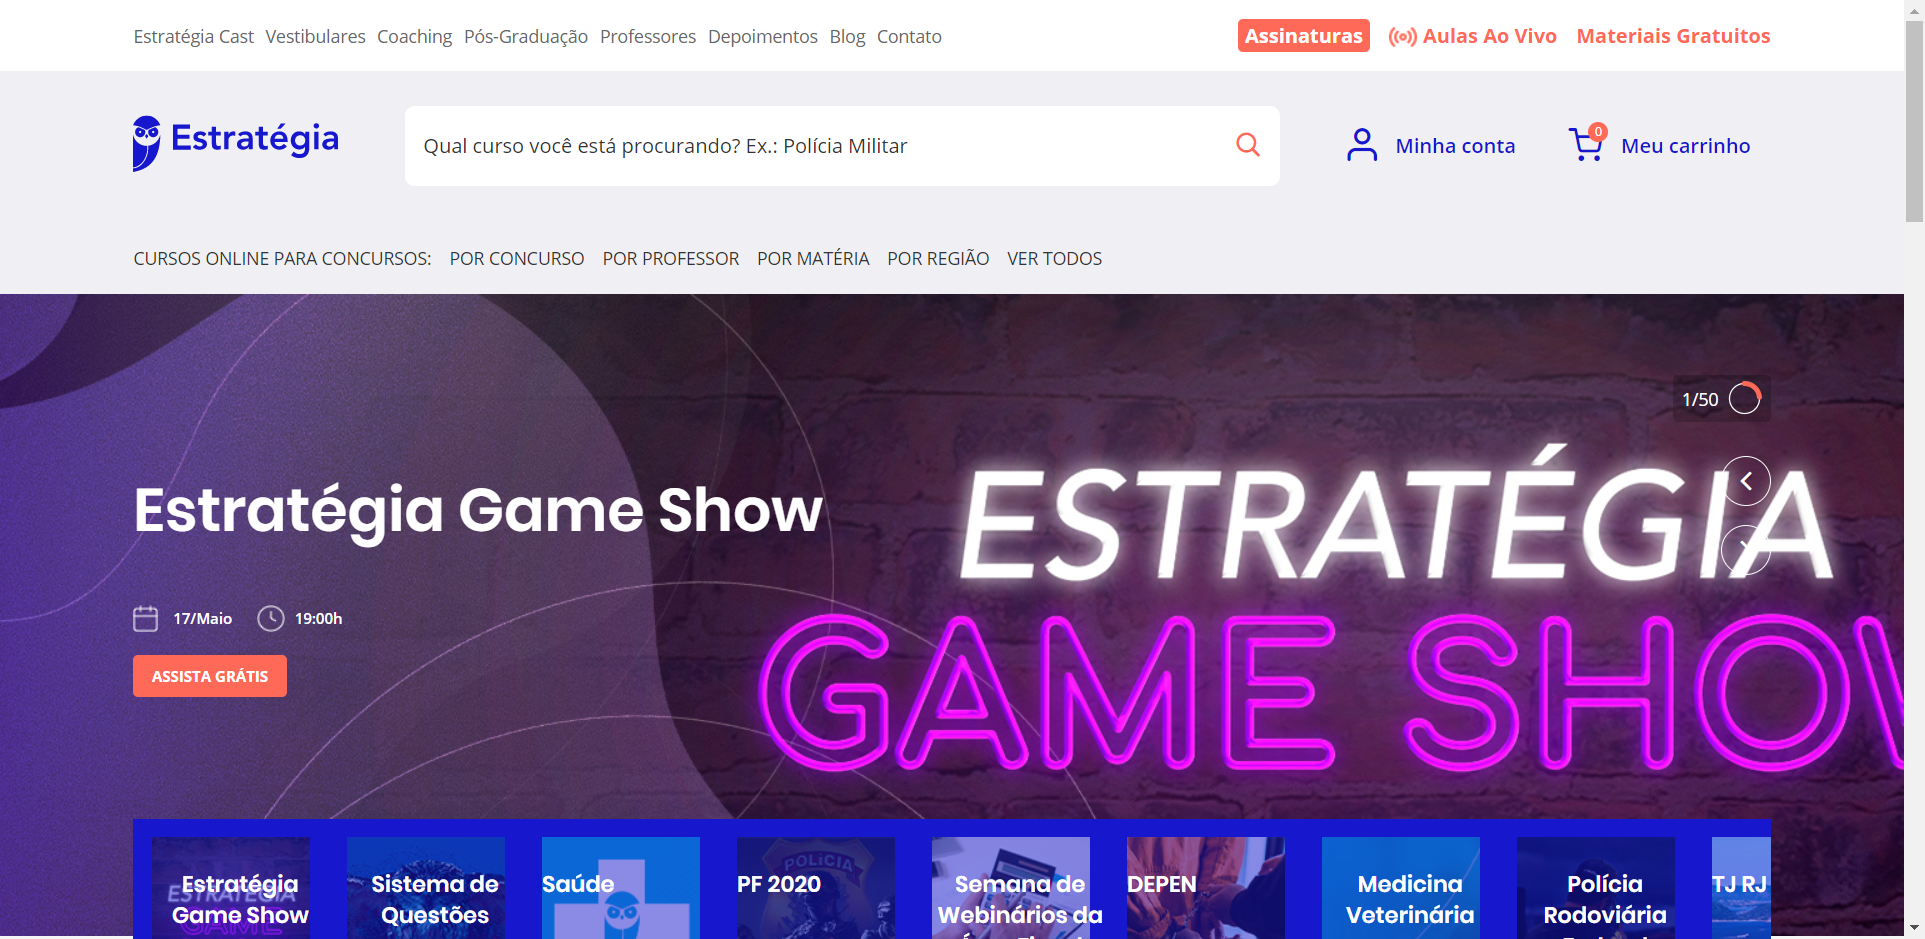 Estratégia Cast Vestibulares Coaching Pós-Graduação Professores Depoimentos Blog Contato
Assinaturas Aulas Ao Vivo Materiais Gratuitos
Estratégia
Qual curso você está procurando? Ex.: Polícia Militar
Minha conta
0
Meu carrinho
CURSOS ONLINE PARA CONCURSOS: POR CONCURSO POR PROFESSOR POR MATÉRIA POR REGIÃO VER TODOS
1/50
Estratégia Game Show
17/Maio 19:00h
ASSISTA GRÁTIS
ESTRATÉGIA
GAME SHOW
ESTRATÉGIA
GAME
Estratégia
Game Show
Sistema de
Questões
Saúde
POLÍCIA
PF 2020
Semana de
Webinários da
DEPEN
Medicina
Veterinária
Polícia
Rodoviária
TJ RJ